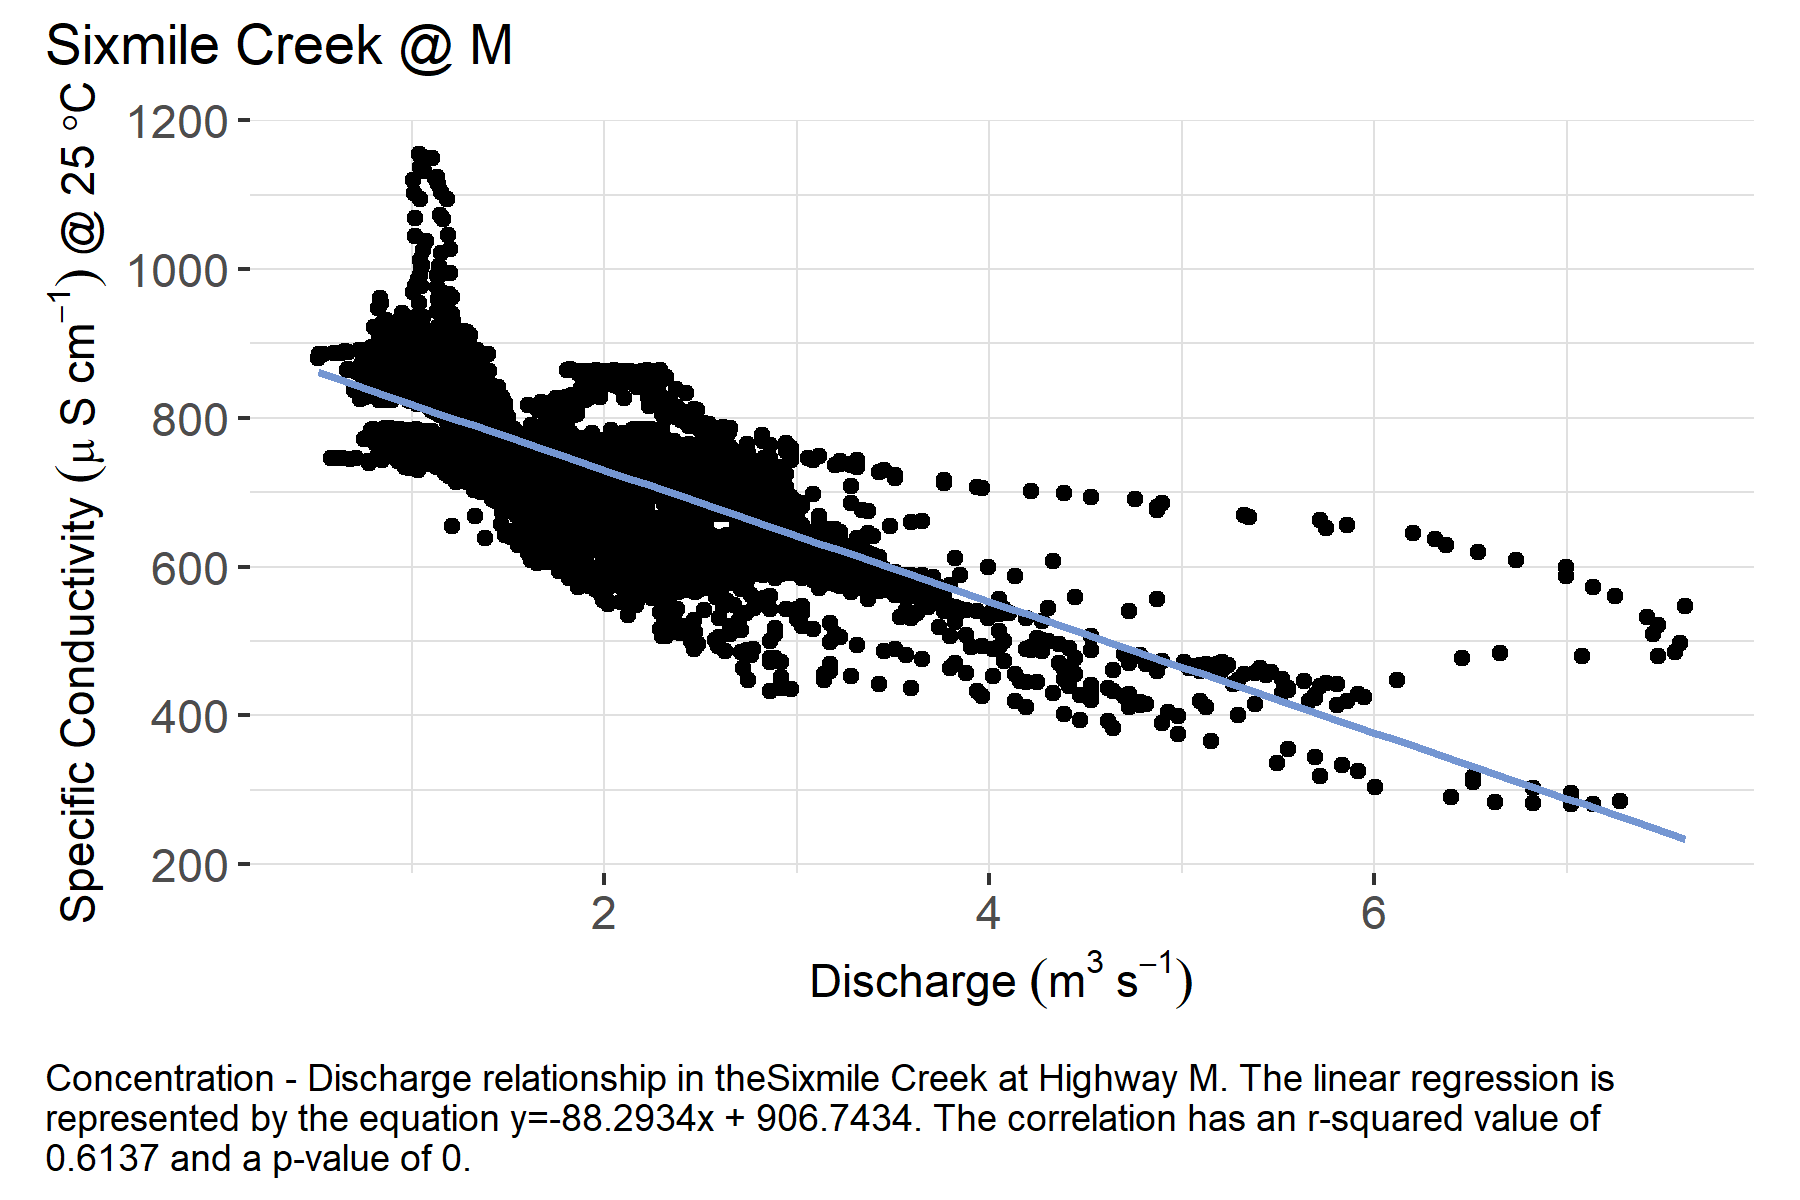 Sixmile Creek @ M
Specific Conductivity (μ S cm⁻¹) @ 25 °C
1200
1000
800
600
400
200
2 4 6
Discharge (m³ s⁻¹)
Concentration - Discharge relationship in theSixmile Creek at Highway M. The linear regression is
represented by the equation y=-88.2934x + 906.7434. The correlation has an r-squared value of
0.6137 and a p-value of 0.